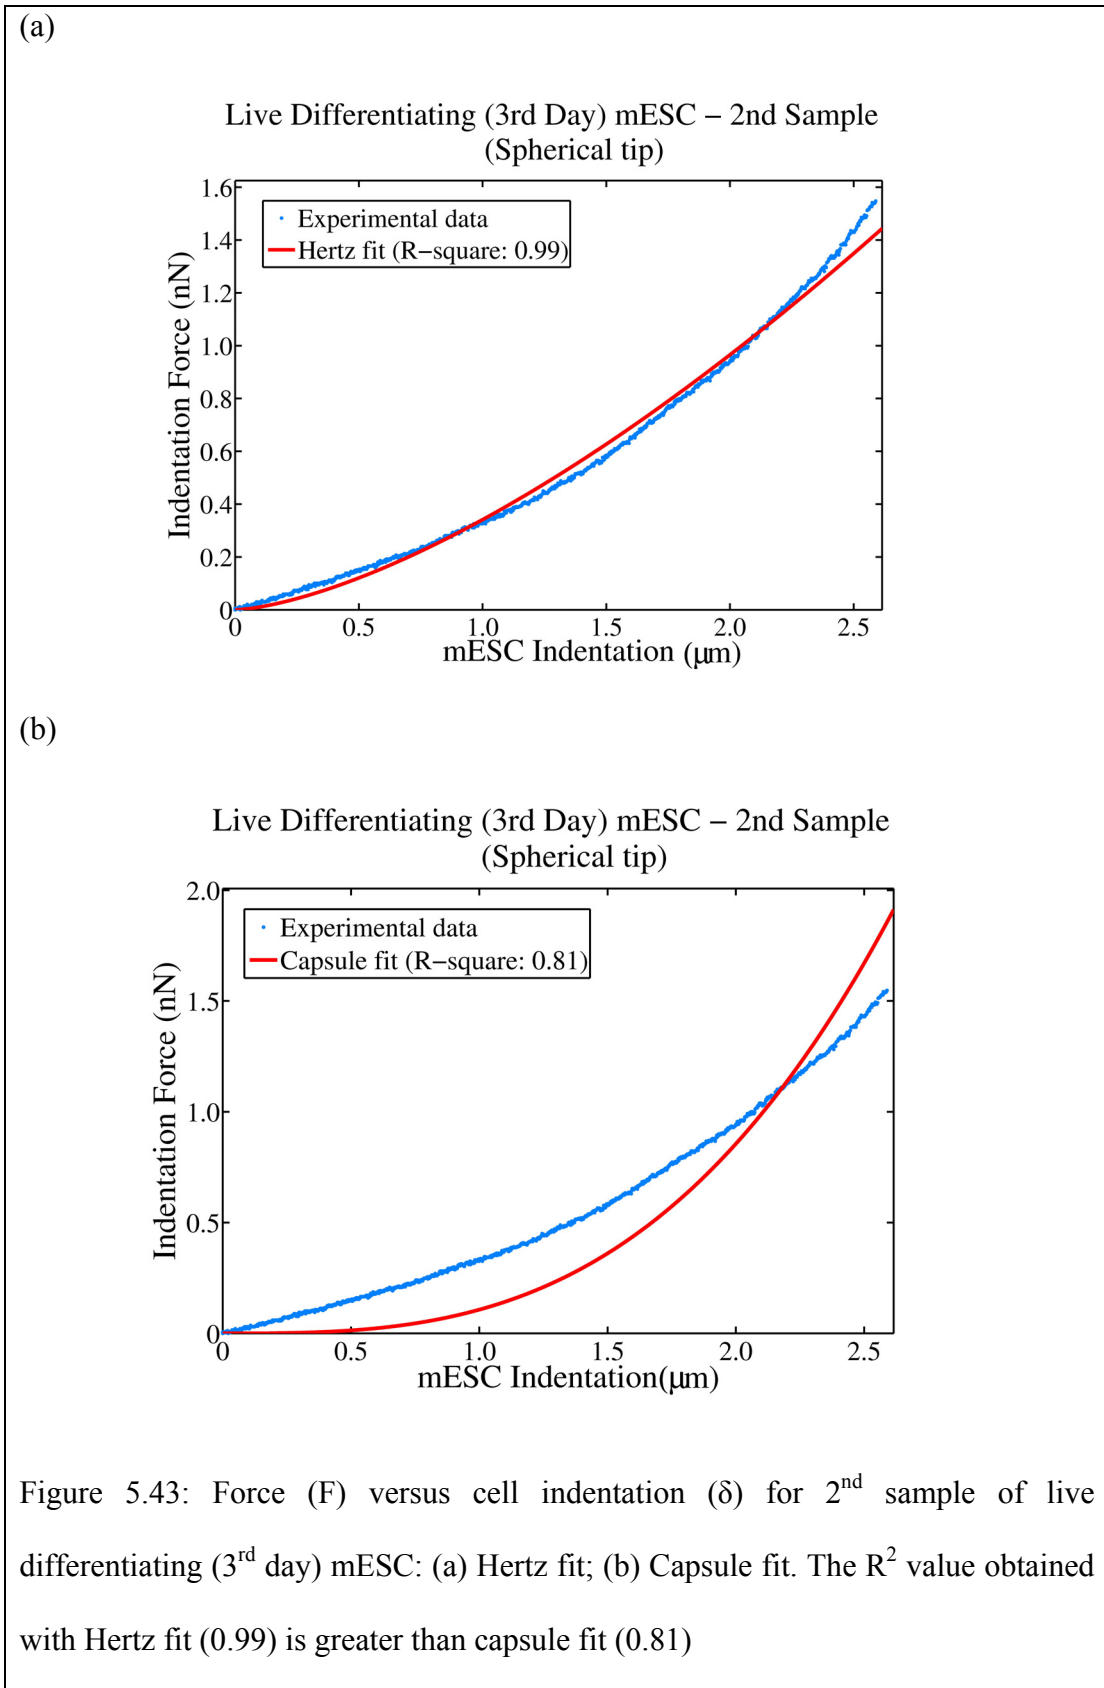 (a)
Live Differentiating (3rd Day) mESC − 2nd Sample
(Spherical tip)
Experimental data
Hertz fit (R−square: 0.99)
Indentation Force (nN)
1.6
1.4
1.2
1.0
0.8
0.6
0.4
0.2
0
0 0.5 1.0 1.5 2.0 2.5
mESC Indentation (μm)
(b)
Live Differentiating (3rd Day) mESC − 2nd Sample
(Spherical tip)
Experimental data
Capsule fit (R−square: 0.81)
Indentation Force (nN)
2.0
1.5
1.0
0.5
0
0 0.5 1.0 1.5 2.0 2.5
mESC Indentation(μm)
Figure 5.43: Force (F) versus cell indentation (δ) for 2nd sample of live
differentiating (3rd day) mESC: (a) Hertz fit; (b) Capsule fit. The R2 value obtained
with Hertz fit (0.99) is greater than capsule fit (0.81)